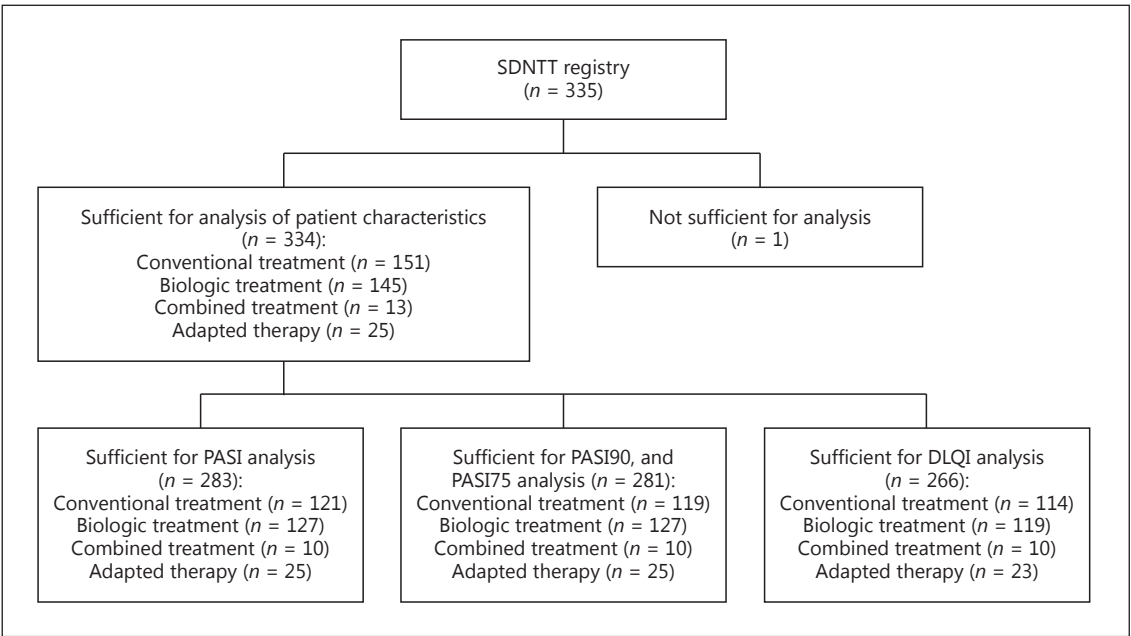 SDNTT registry
(n = 335)
Sufficient for analysis of patient characteristics
(n = 334):
Conventional treatment (n = 151)
Biologic treatment (n = 145)
Combined treatment (n = 13)
Adapted therapy (n = 25)
Not sufficient for analysis
(n = 1)
Sufficient for PASI analysis
(n = 283):
Conventional treatment (n = 121)
Biologic treatment (n = 127)
Combined treatment (n = 10)
Adapted therapy (n = 25)
Sufficient for PASI90, and
PASI75 analysis (n = 281):
Conventional treatment (n = 119)
Biologic treatment (n = 127)
Combined treatment (n = 10)
Adapted therapy (n = 25)
Sufficient for DLQI analysis
(n = 266):
Conventional treatment (n = 114)
Biologic treatment (n = 119)
Combined treatment (n = 10)
Adapted therapy (n = 23)